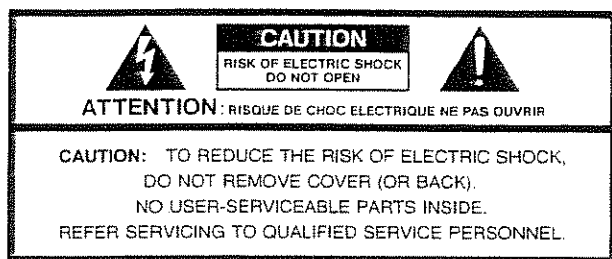 CAUTION
RISK OF ELECTRIC SHOCK
DO NOT OPEN
ATTENTION: RISQUE DE CHOC ELECTRIQUE NE PAS OUVRIR
CAUTION: TO REDUCE THE RISK OF ELECTRIC SHOCK,
DO NOT REMOVE COVER (OR BACK).
NO USER-SERVICEABLE PARTS INSIDE.
REFER SERVICING TO QUALIFIED SERVICE PERSONNEL.